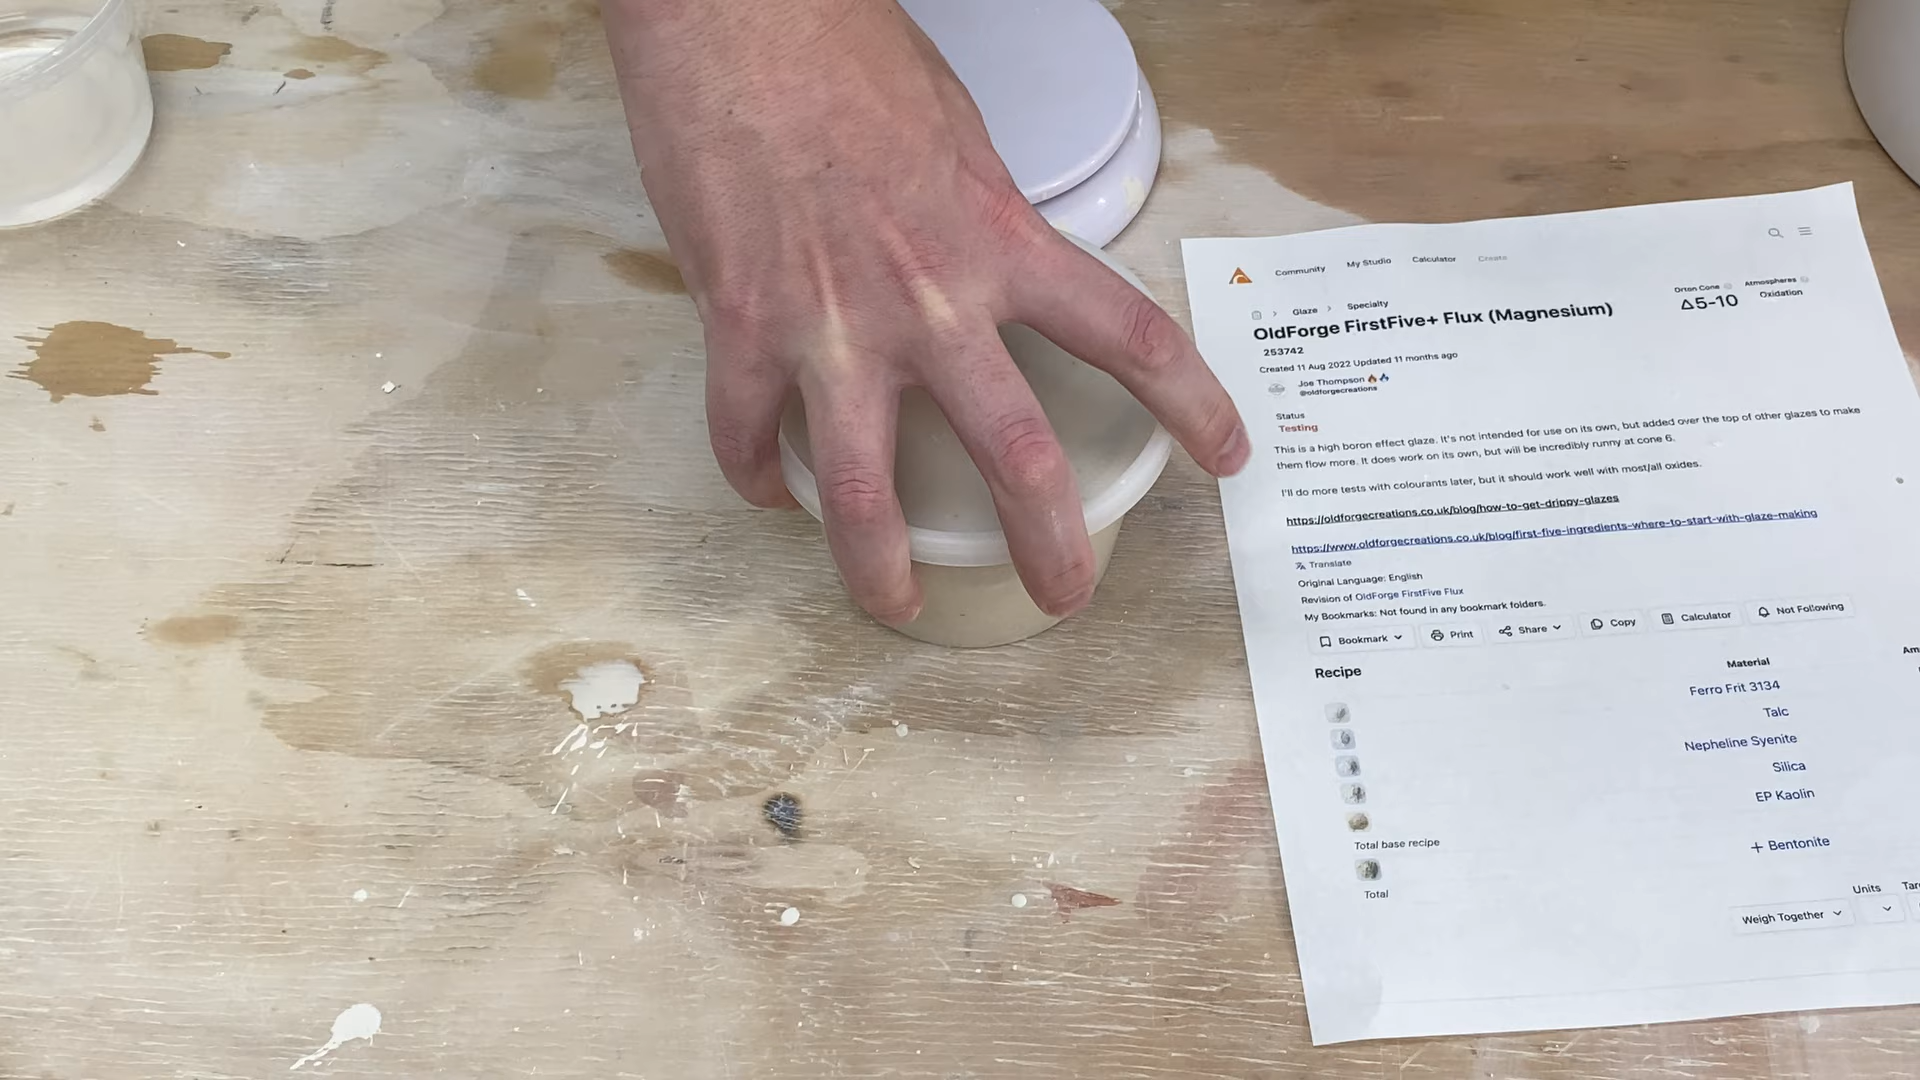 Community My Studio Calculator Create
Glaze > Specialty
Orton Cone Atmospheres
OldForge FirstFive+ Flux (Magnesium)
△5-10 Oxidation
253742
Created 11 Aug 2022 Updated 11 months ago
Joe Thompson
@oldforgecreations
Status
Testing
This is a high boron effect glaze. It's not intended for use on its own, but added over the top of other glazes to make
them flow more. It does work on its own, but will be incredibly runny at cone 6.
I'll do more tests with colourants later, but it should work well with most/all oxides.
https://oldforgecreations.co.uk/blog/how-to-get-drippy-glazes
https://www.oldforgecreations.co.uk/blog/first-five-ingredients-where-to-start-with-glaze-making
Translate
Original Language: English
Revision of OldForge FirstFive Flux
My Bookmarks: Not found in any bookmark folders.
Bookmark Print Share Copy Calculator Not Following
Recipe
Material Am
Ferro Frit 3134
Talc
Nepheline Syenite
Silica
EP Kaolin
Total base recipe
+ Bentonite
Total
Units Tar
Weigh Together